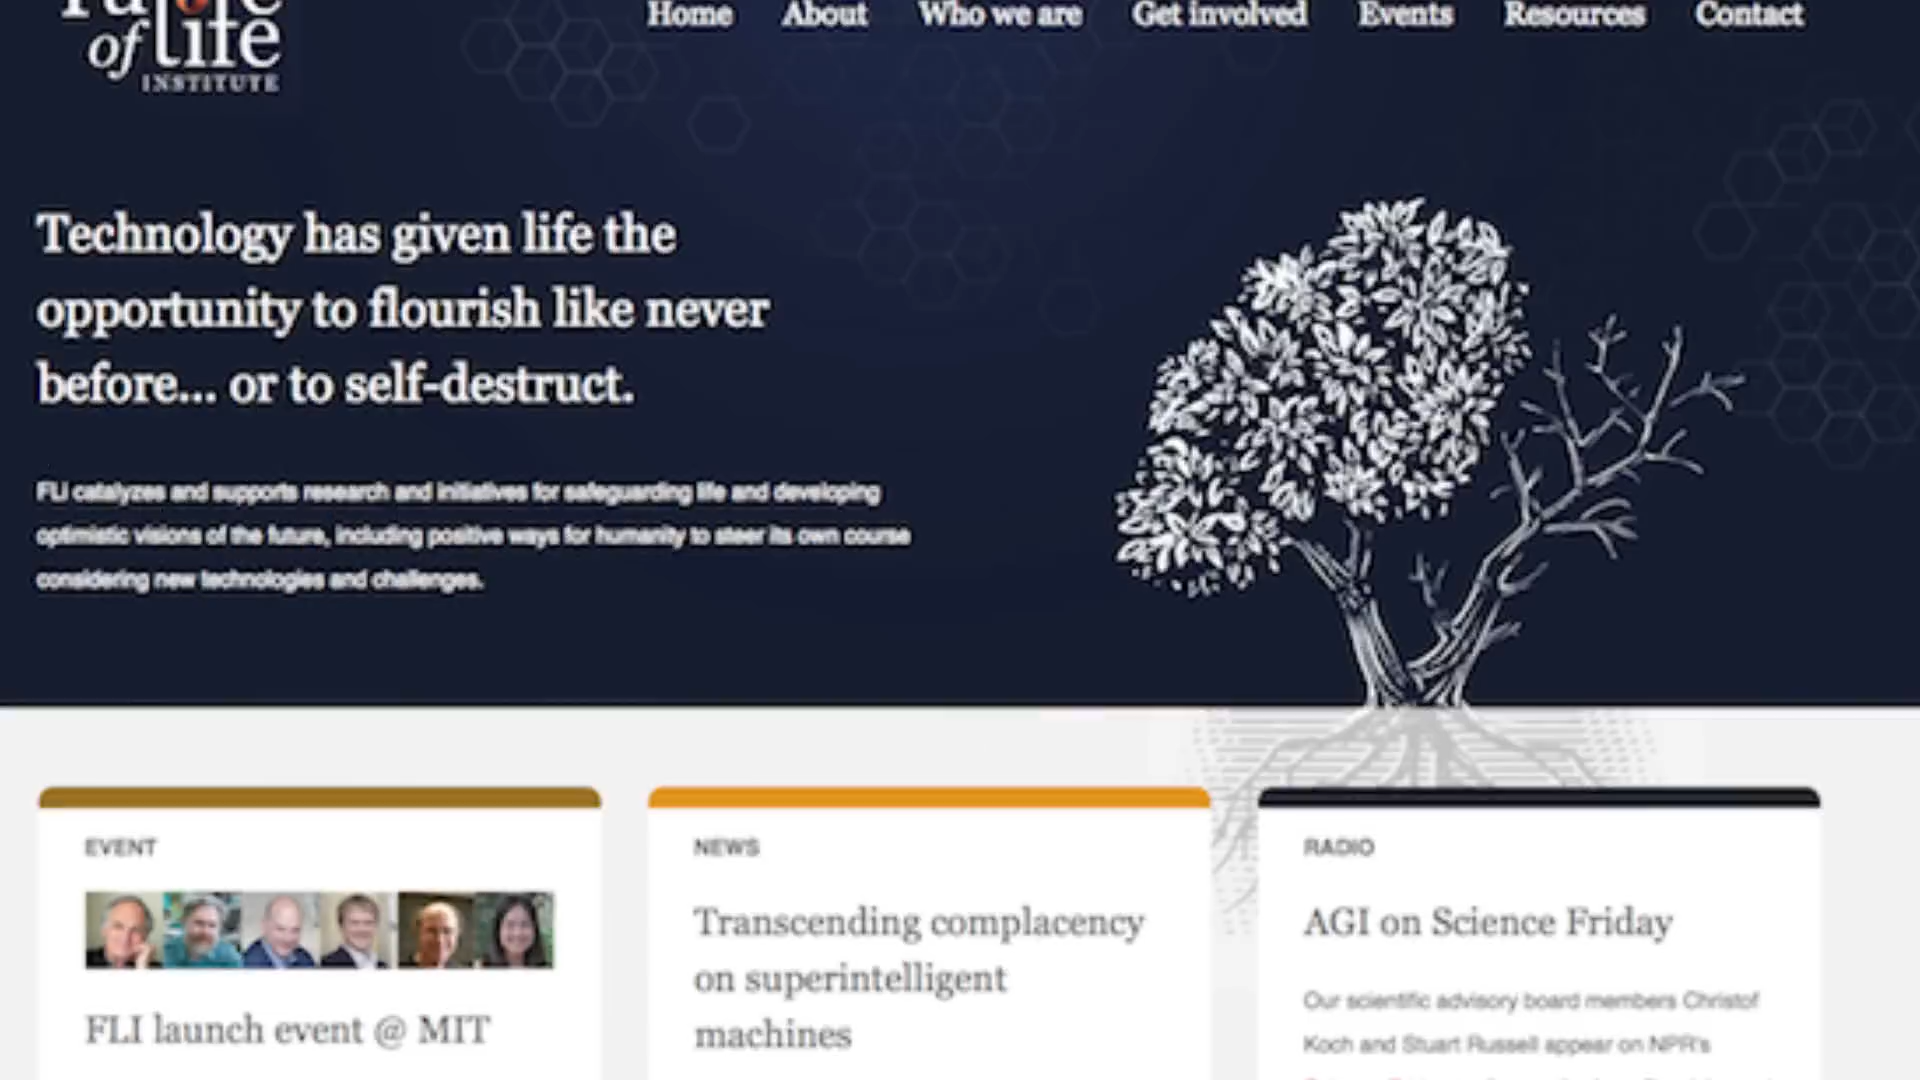 of life
INSTITUTE
Home About Who we are Get involved Events Resources Contact
Technology has given life the
opportunity to flourish like never
before... or to self-destruct.
FLI catalyzes and supports research and initiatives for safeguarding life and developing
optimistic visions of the future, including positive ways for humanity to steer its own course
considering new technologies and challenges.
EVENT
FLI launch event @ MIT
NEWS
Transcending complacency
on superintelligent
machines
RADIO
AGI on Science Friday
Our scientific advisory board members Christof
Koch and Stuart Russell appear on NPR's